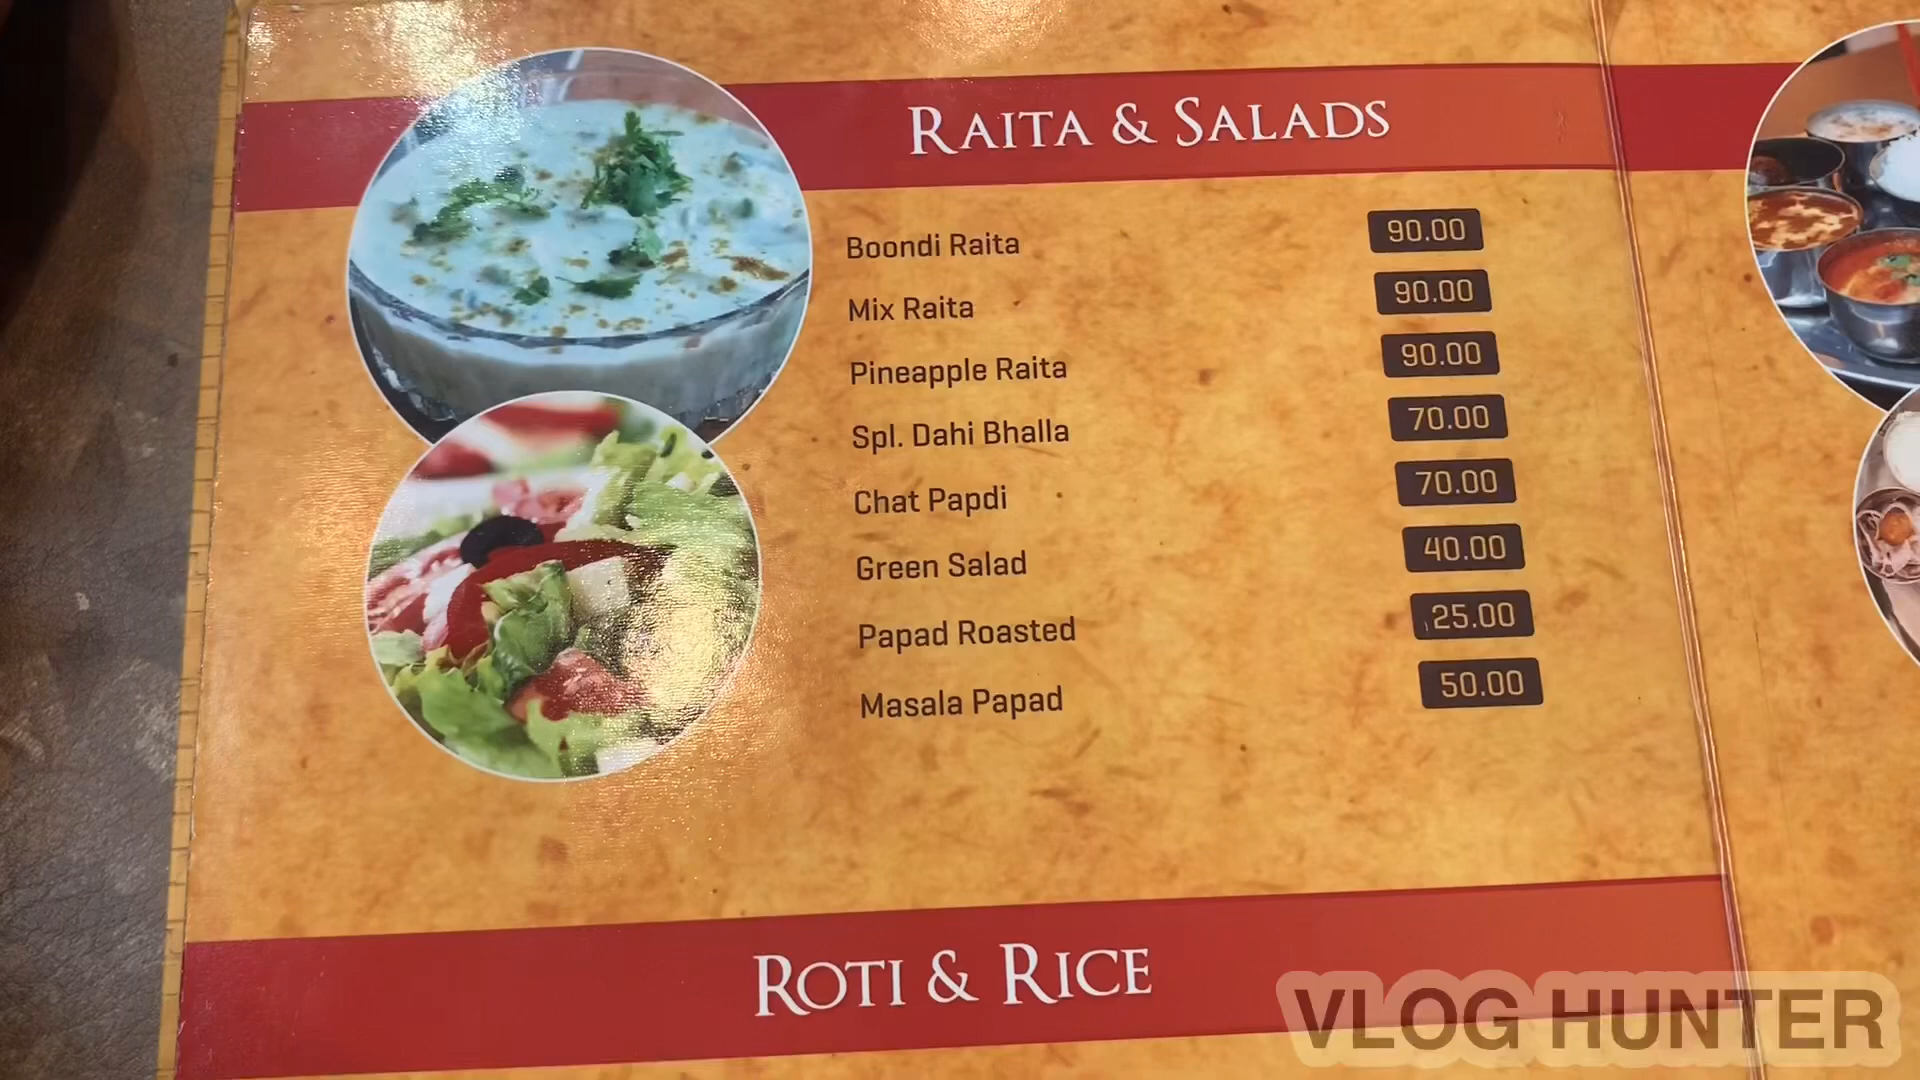 RAITA & SALADS
Boondi Raita 90.00
Mix Raita 90.00
Pineapple Raita 90.00
Spl. Dahi Bhalla 70.00
Chat Papdi 70.00
Green Salad 40.00
Papad Roasted 25.00
Masala Papad 50.00
ROTI & RICE
VLOG HUNTER